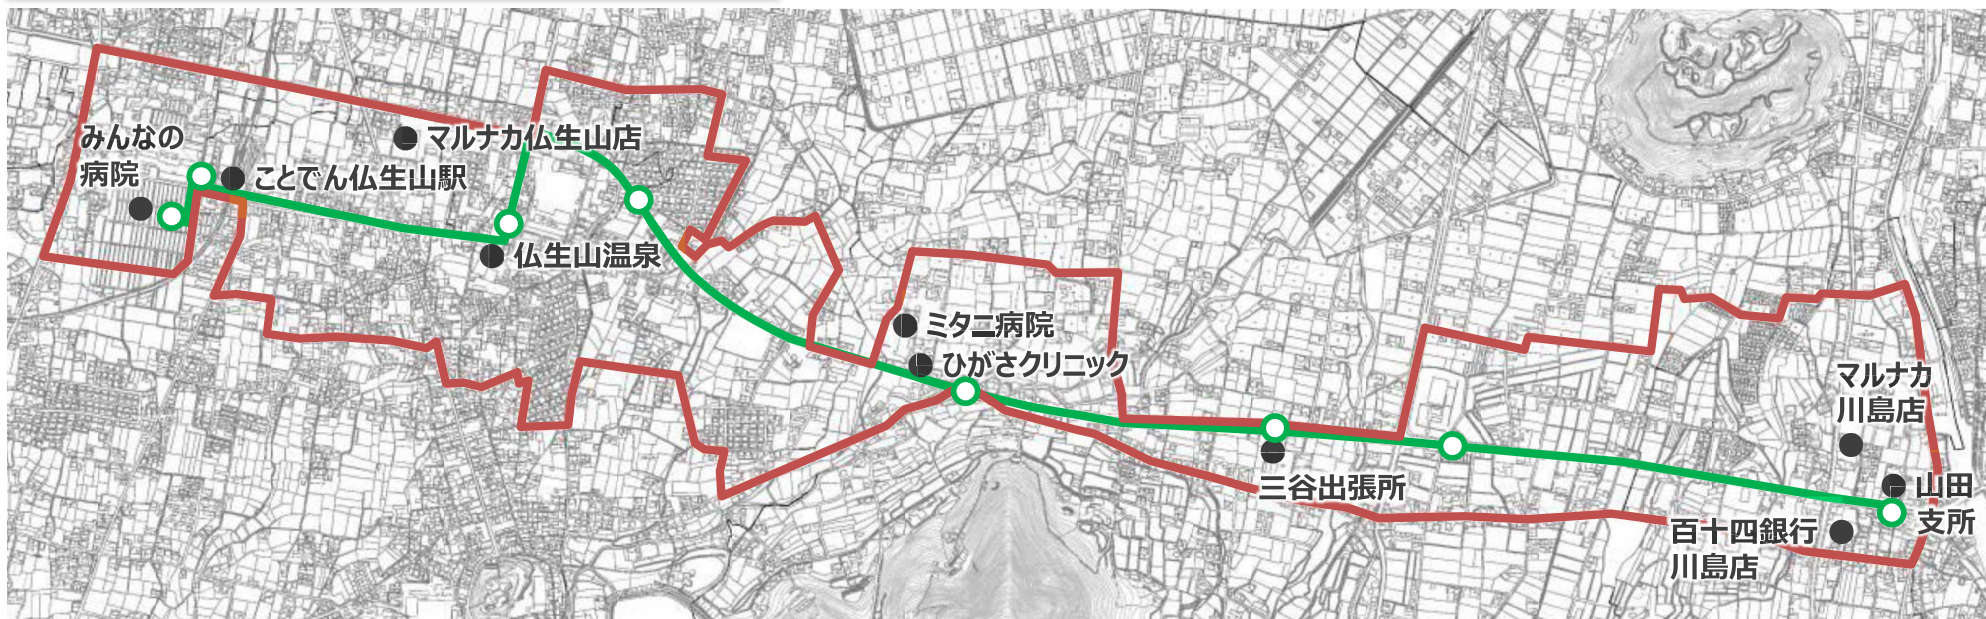 みんなの
病院
マルナカ仏生山店
ことでん仏生山駅
仏生山温泉
ミタニ病院
ひがさクリニック
三谷出張所
マルナカ
川島店
山田
支所
百十四銀行
川島店